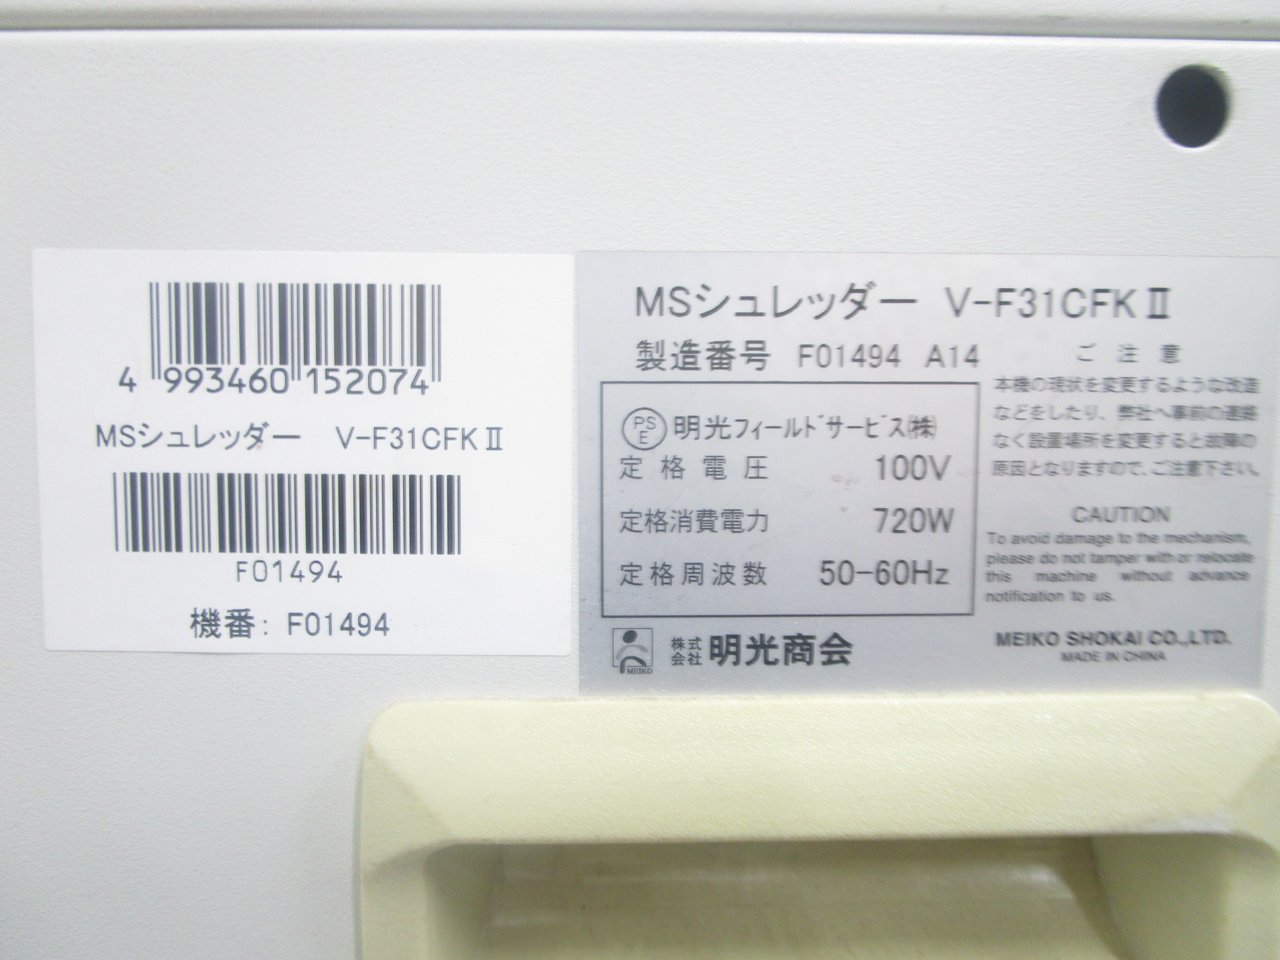 4 993460 152074
MSシュレッダー V-F31CFKⅡ
F01494
機番: F01494
MSシュレッダー V-F31CFKⅡ
製造番号 F01494 A14
PSE 明光フィールドサービス㈱
定格電圧 100V
定格消費電力 720W
定格周波数 50-60Hz
MEIKO
株式会社 明光商会
ご注意
本機の現状を変更するような改造
などをしたり、弊社へ事前の連絡
なく設置場所を変更すると故障の
原因となりますので、ご注意下さい。
CAUTION
To avoid damage to the mechanism,
please do not tamper with or relocate
this machine without advance
notification to us.
MEIKO SHOKAI CO.,LTD.
MADE IN CHINA